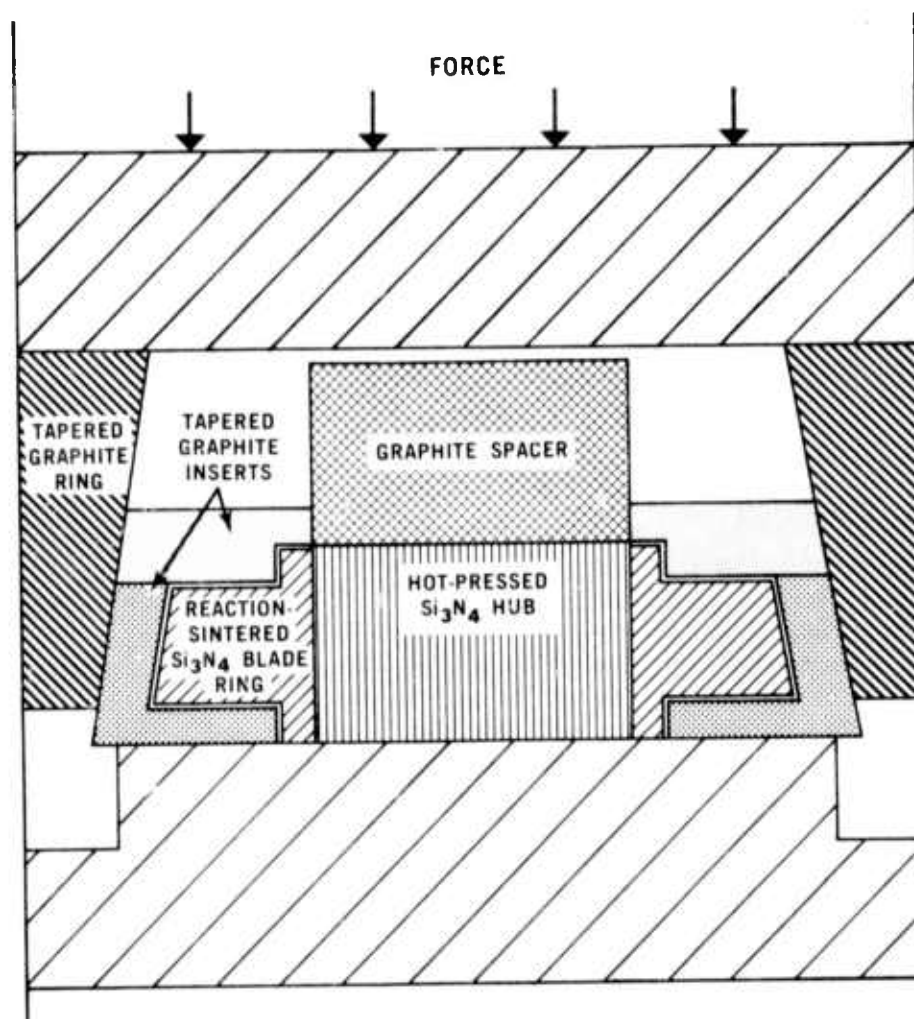 FORCE
TAPERED
GRAPHITE
RING
TAPERED
GRAPHITE
INSERTS
GRAPHITE SPACER
HOT-PRESSED
Si₃N₄ HUB
REACTION-
SINTERED
Si₃N₄ BLADE
RING